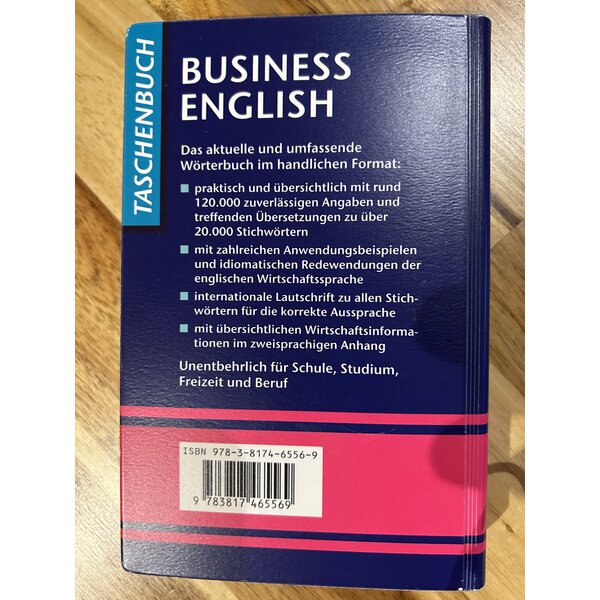 TASCHENBUCH
BUSINESS
ENGLISH
Das aktuelle und umfassende
Wörterbuch im handlichen Format:
praktisch und übersichtlich mit rund
120.000 zuverlässigen Angaben und
treffenden Übersetzungen zu über
20.000 Stichwörtern
mit zahlreichen Anwendungsbeispielen
und idiomatischen Redewendungen der
englischen Wirtschaftssprache
internationale Lautschrift zu allen Stich-
wörtern für die korrekte Aussprache
mit übersichtlichen Wirtschaftsinforma-
tionen im zweisprachigen Anhang
Unentbehrlich für Schule, Studium,
Freizeit und Beruf
ISBN 978-3-8174-6556-9
9 783817 465569